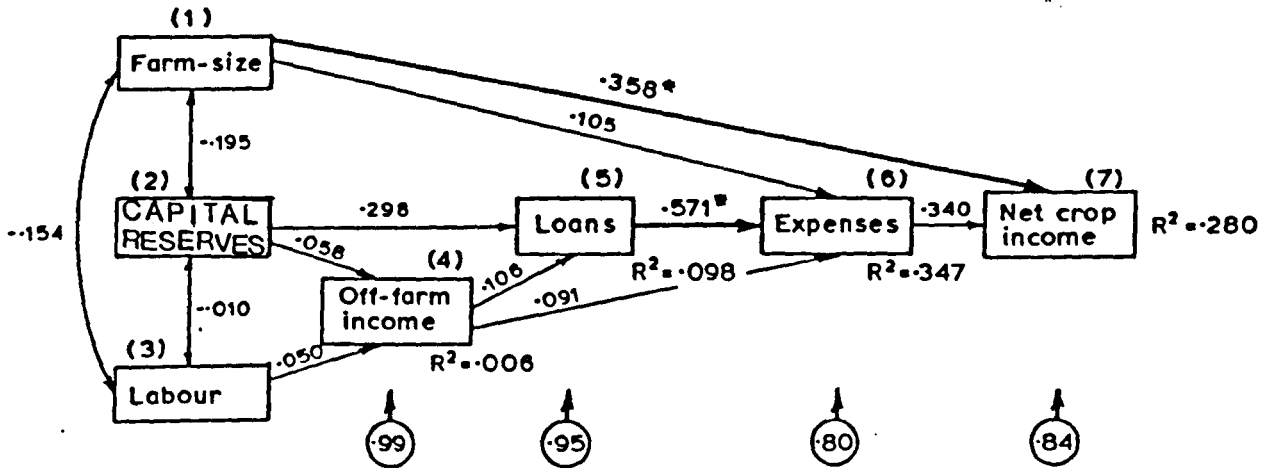 (1)
Farm-size
·358*
·105
-·195
(2)
CAPITAL
RESERVES
-·154
·298
·058
(5)
Loans
R²=·098
·571*
(6)
Expenses
R²=·347
·340
(7)
Net crop
income
R²=·280
(4)
Off-farm
income
R²=·006
·106
·091
-·010
(3)
Labour
·050
·99
·95
·80
·84